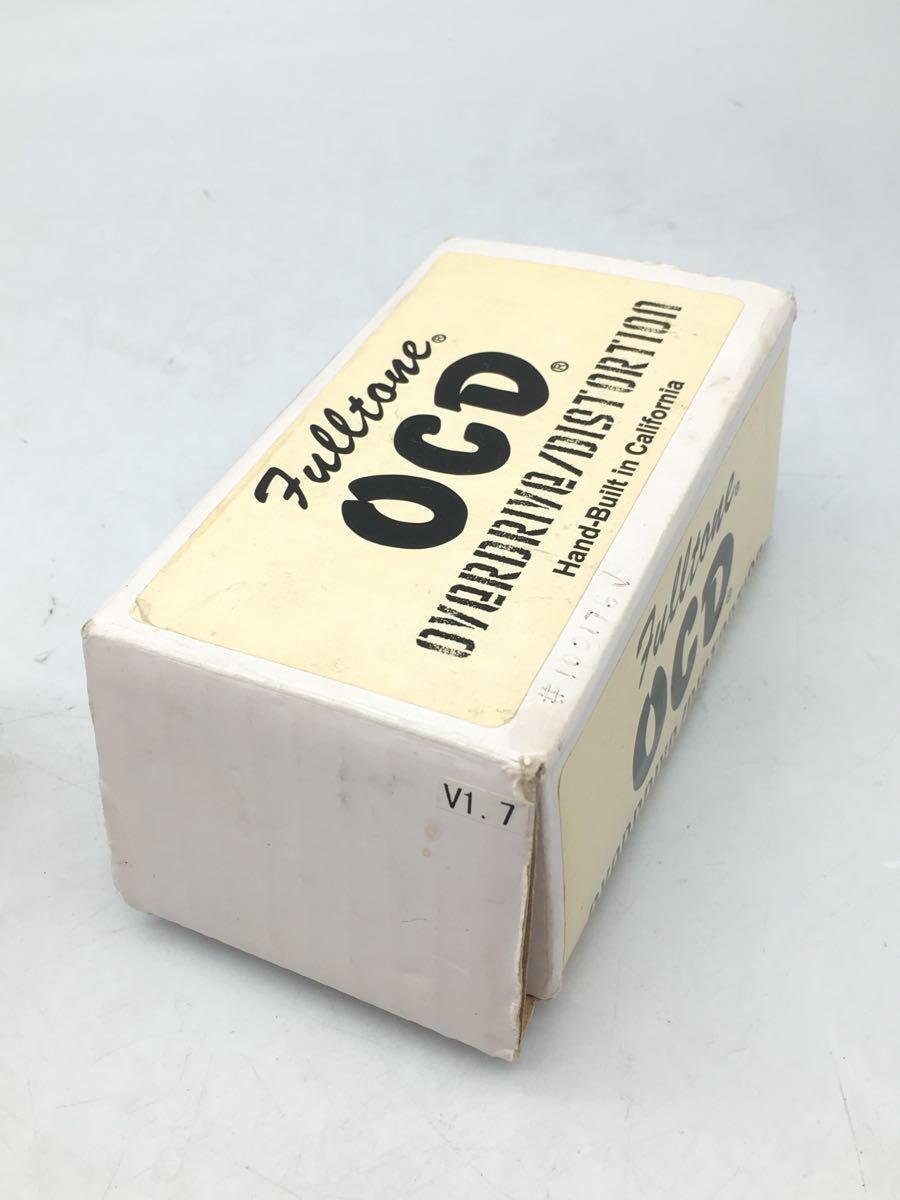 Fulltone®
OCD®
OVERDRIVE/DISTORTION
Hand-Built in California
V1.7
Fulltone®
OCD®